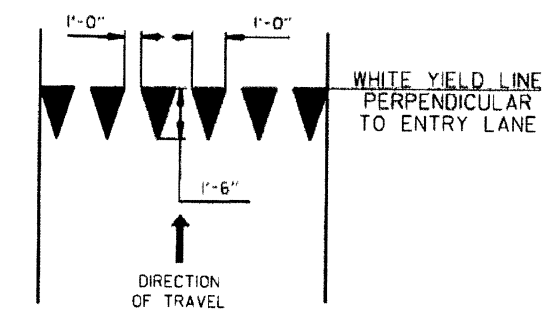 1'-0" 1'-0"
WHITE YIELD LINE
PERPENDICULAR
TO ENTRY LANE
1'-6"
DIRECTION
OF TRAVEL